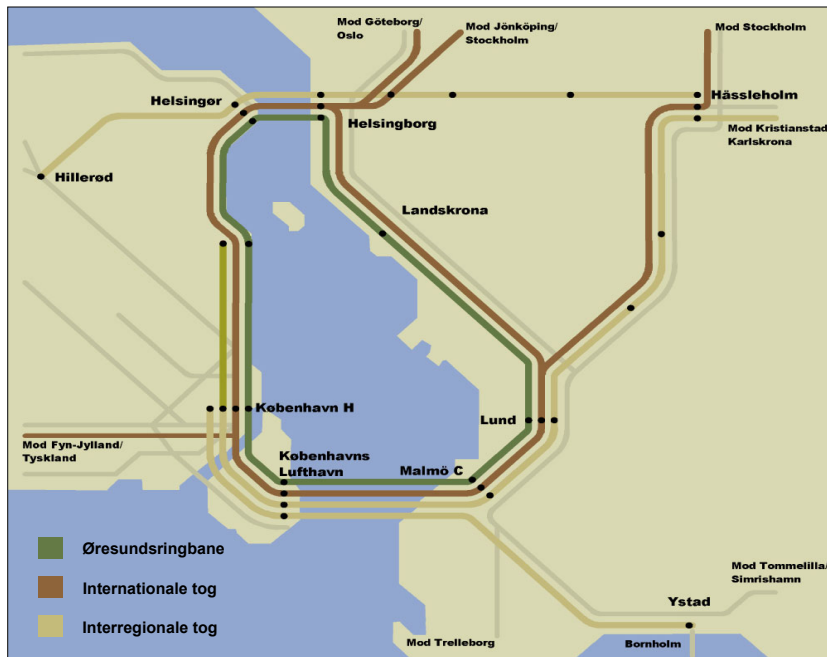 Mod Göteborg/
Oslo
Mod Jönköping/
Stockholm
Mod Stockholm
Helsingør
Hässleholm
Helsingborg
Mod Kristianstad
Karlskrona
Hillerød
Landskrona
København H
Lund
Mod Fyn-Jylland/
Tyskland
Københavns
Lufthavn
Malmö C
Øresundsringbane
Internationale tog
Interregionale tog
Mod Tommelilla/
Simrishamn
Ystad
Mod Trelleborg
Bornholm